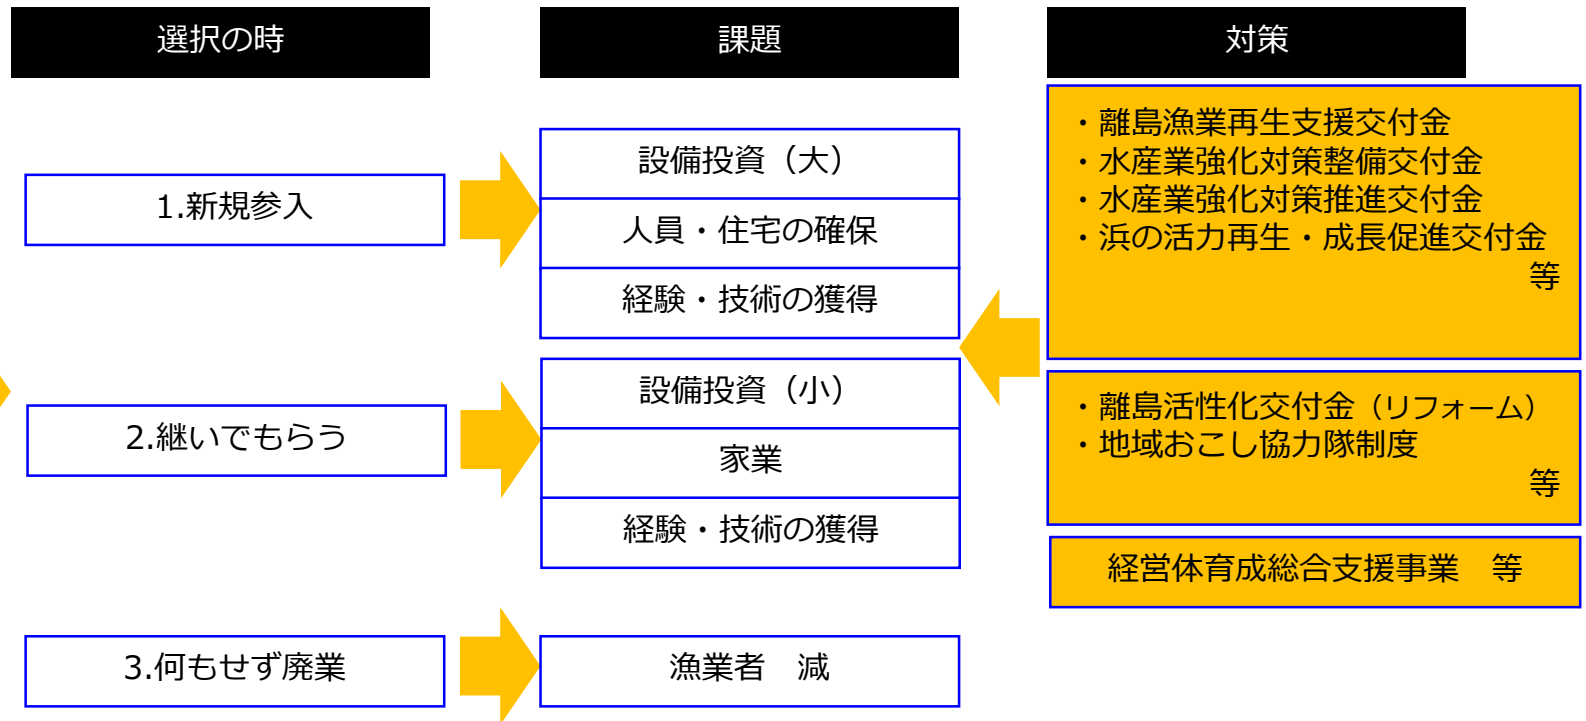 選択の時
課題
対策
1.新規参入
設備投資（大）
人員・住宅の確保
経験・技術の獲得
・離島漁業再生支援交付金
・水産業強化対策整備交付金
・水産業強化対策推進交付金
・浜の活力再生・成長促進交付金
等
2.継いでもらう
設備投資（小）
家業
経験・技術の獲得
・離島活性化交付金（リフォーム）
・地域おこし協力隊制度
等
経営体育成総合支援事業　等
3.何もせず廃業
漁業者　減